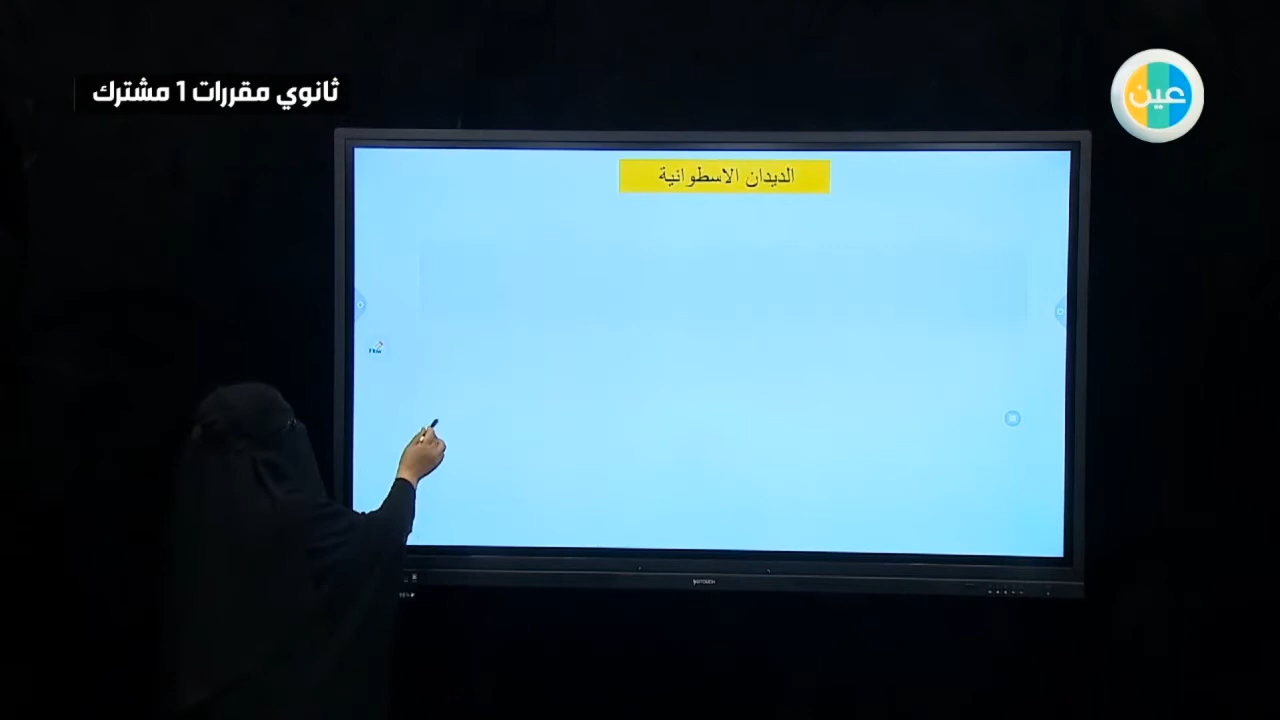 ثانوي مقررات 1 مشترك
عين
الديدان الاسطوانية